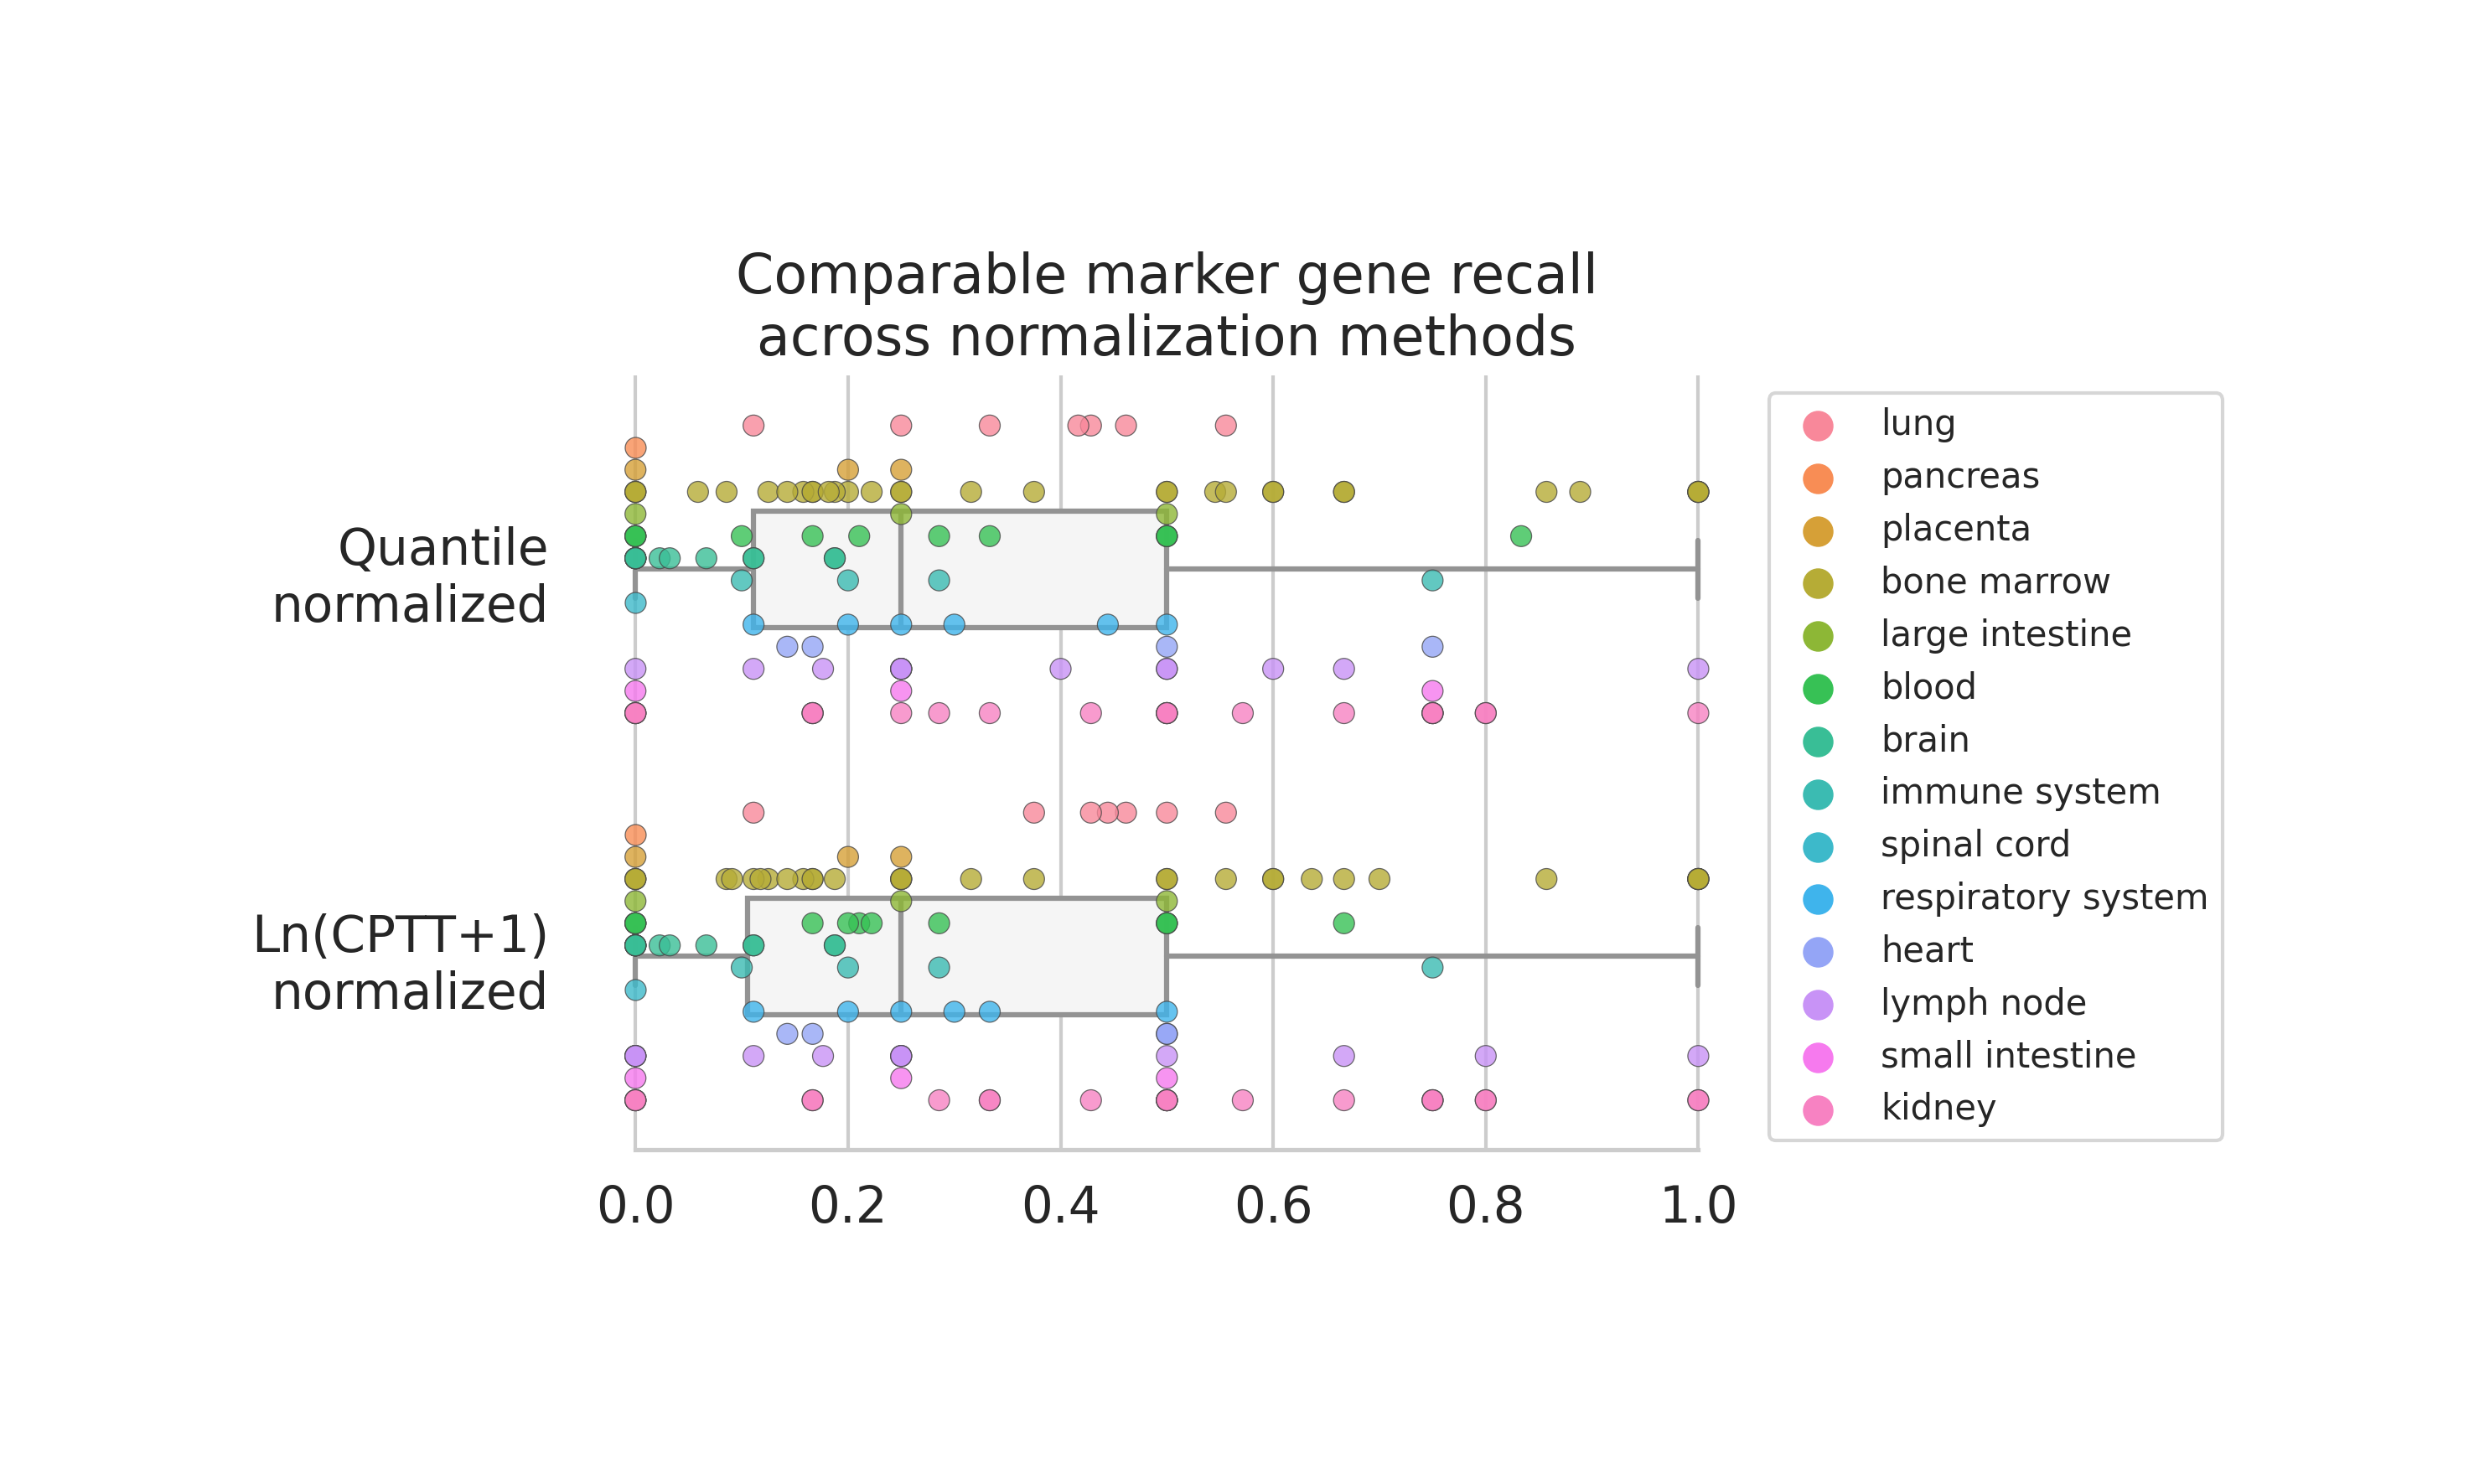 Comparable marker gene recall
across normalization methods
Quantile
normalized
Ln(CPTT+1)
normalized
0.0
0.2
0.4
0.6
0.8
1.0
lung
pancreas
placenta
bone marrow
large intestine
blood
brain
immune system
spinal cord
respiratory system
heart
lymph node
small intestine
kidney